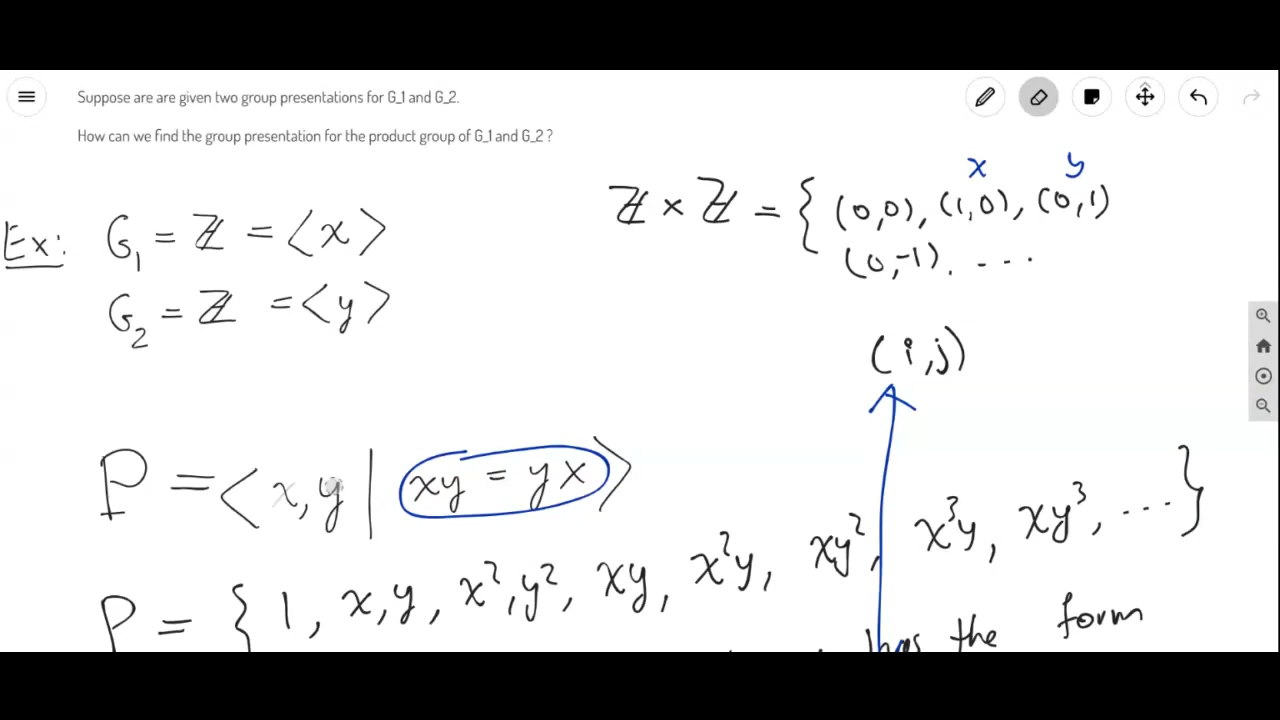 Suppose are are given two group presentations for G_1 and G_2.
How can we find the group presentation for the product group of G_1 and G_2 ?
Ex: G₁ = ℤ = ⟨x⟩
G₂ = ℤ = ⟨y⟩
x y
ℤ × ℤ = { (0,0), (1,0), (0,1)
(0,-1). ...
(i,j)
P = ⟨x,y | xy = yx⟩
P = { 1, x, y, x², y², xy, x²y, xy², x³y, xy³, ... }
has the form